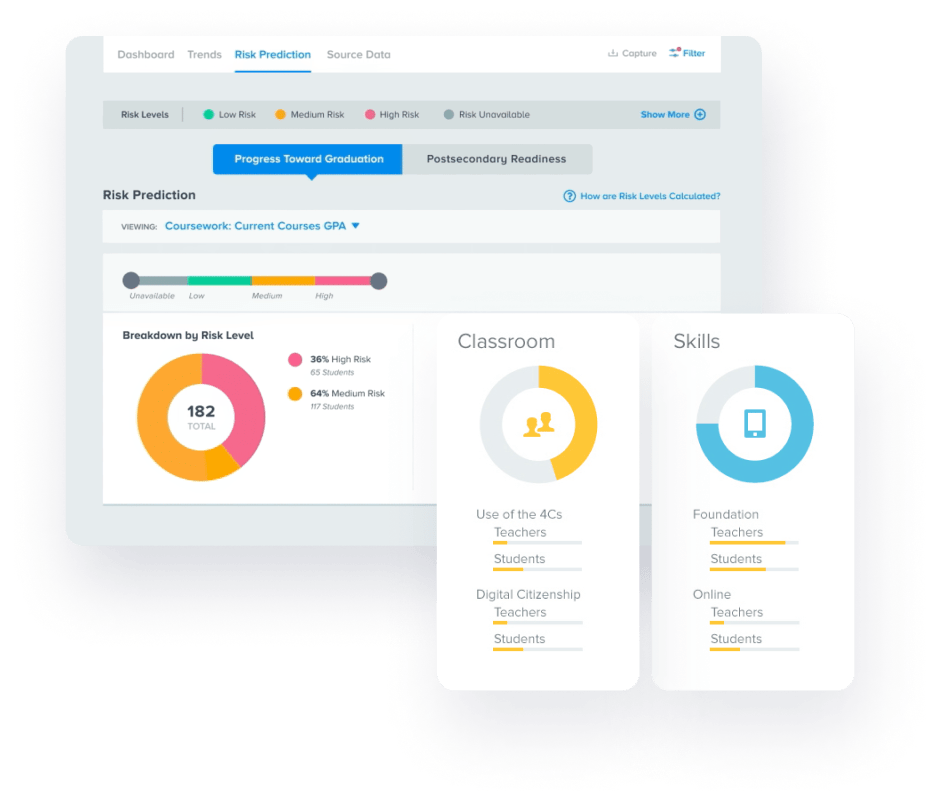 Dashboard Trends Risk Prediction Source Data Capture Filter
Risk Levels Low Risk Medium Risk High Risk Risk Unavailable Show More
Progress Toward Graduation Postsecondary Readiness
Risk Prediction How are Risk Levels Calculated?
VIEWING: Coursework: Current Courses GPA
Unavailable Low Medium High
Breakdown by Risk Level
36% High Risk
65 Students
64% Medium Risk
117 Students
182
TOTAL
Classroom
Use of the 4Cs
Teachers
Students
Digital Citizenship
Teachers
Students
Skills
Foundation
Teachers
Students
Online
Teachers
Students